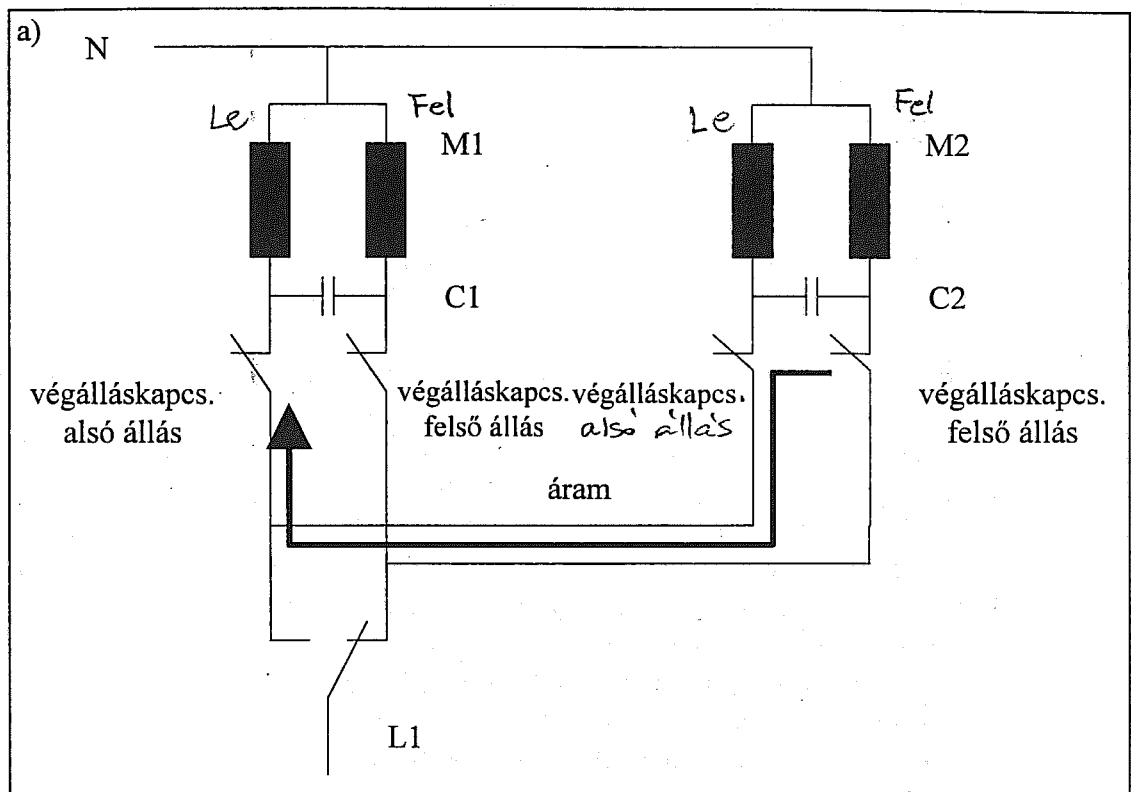 a)
N
Le
Fel
M1
Le
Fel
M2
C1
C2
végálláskapcs.
alsó állás
végálláskapcs.
felső állás
végálláskapcs.
alsó állás
végálláskapcs.
felső állás
áram
L1